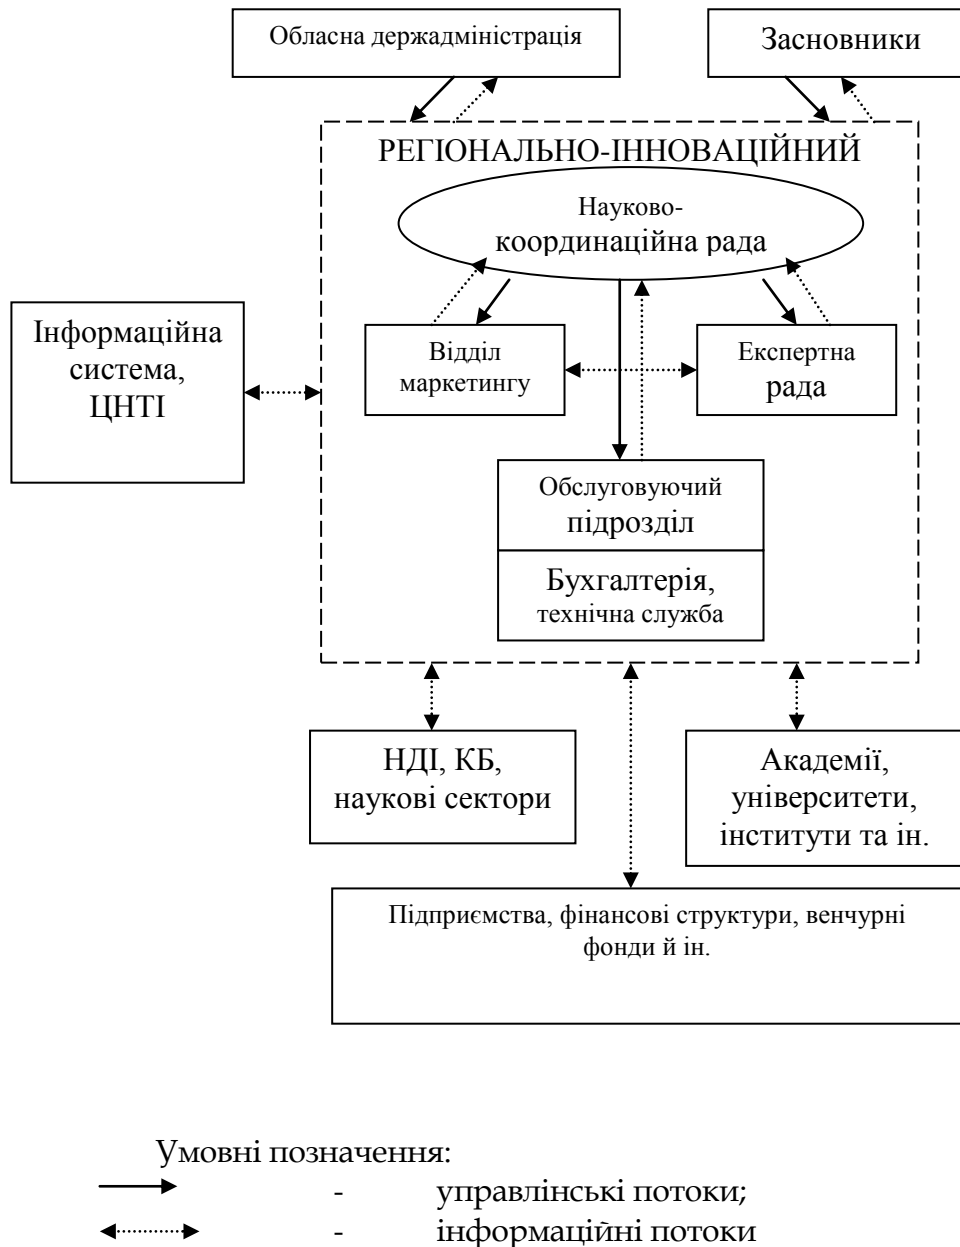 Обласна держадміністрація
Засновники
РЕГІОНАЛЬНО-ІННОВАЦІЙНИЙ
Науково-
координаційна рада
Інформаційна
система,
ЦНТІ
Відділ
маркетингу
Експертна
рада
Обслуговуючий
підрозділ
Бухгалтерія,
технічна служба
НДІ, КБ,
наукові сектори
Академії,
університети,
інститути та ін.
Підприємства, фінансові структури, венчурні
фонди й ін.
Умовні позначення:
- управлінські потоки;
- інформаційні потоки